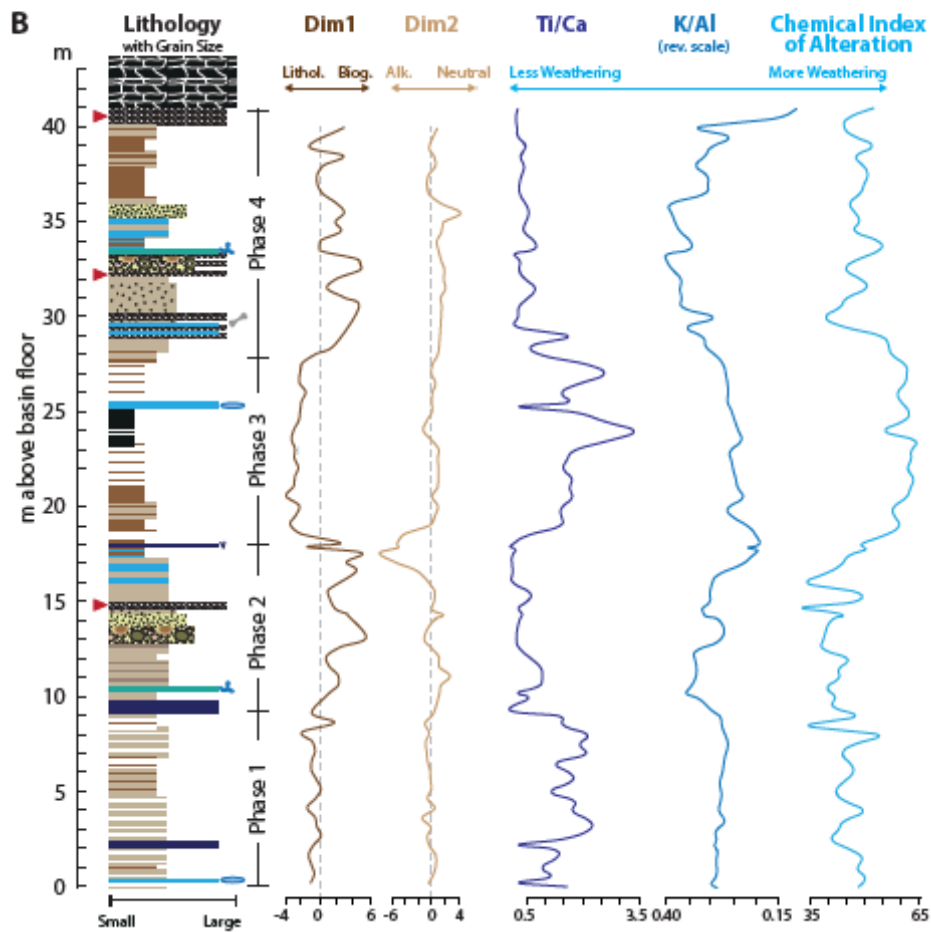 B
Lithology
with Grain Size
Dim1
Dim2
Ti/Ca
K/Al
(rev. scale)
Chemical Index
of Alteration
m
Lithol. Biog.
Alk. Neutral
Less Weathering
More Weathering
40
35
30
25
20
15
10
5
0
m above basin floor
Phase 4
Phase 3
Phase 2
Phase 1
Small Large
-4 0 6
-6 0 4
0.5 3.5
0.40 0.15
35 65